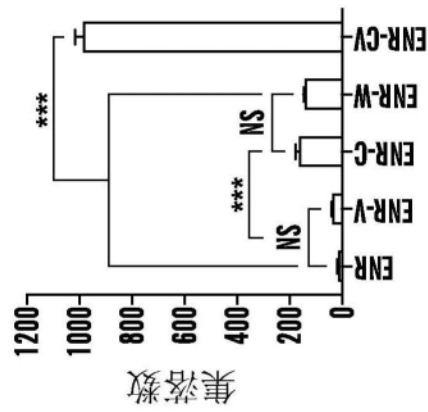 集落数
1200
1000
800
600
400
200
0
***
***
NS
NS
ENR
ENR-V
ENR-C
ENR-W
ENR-CV